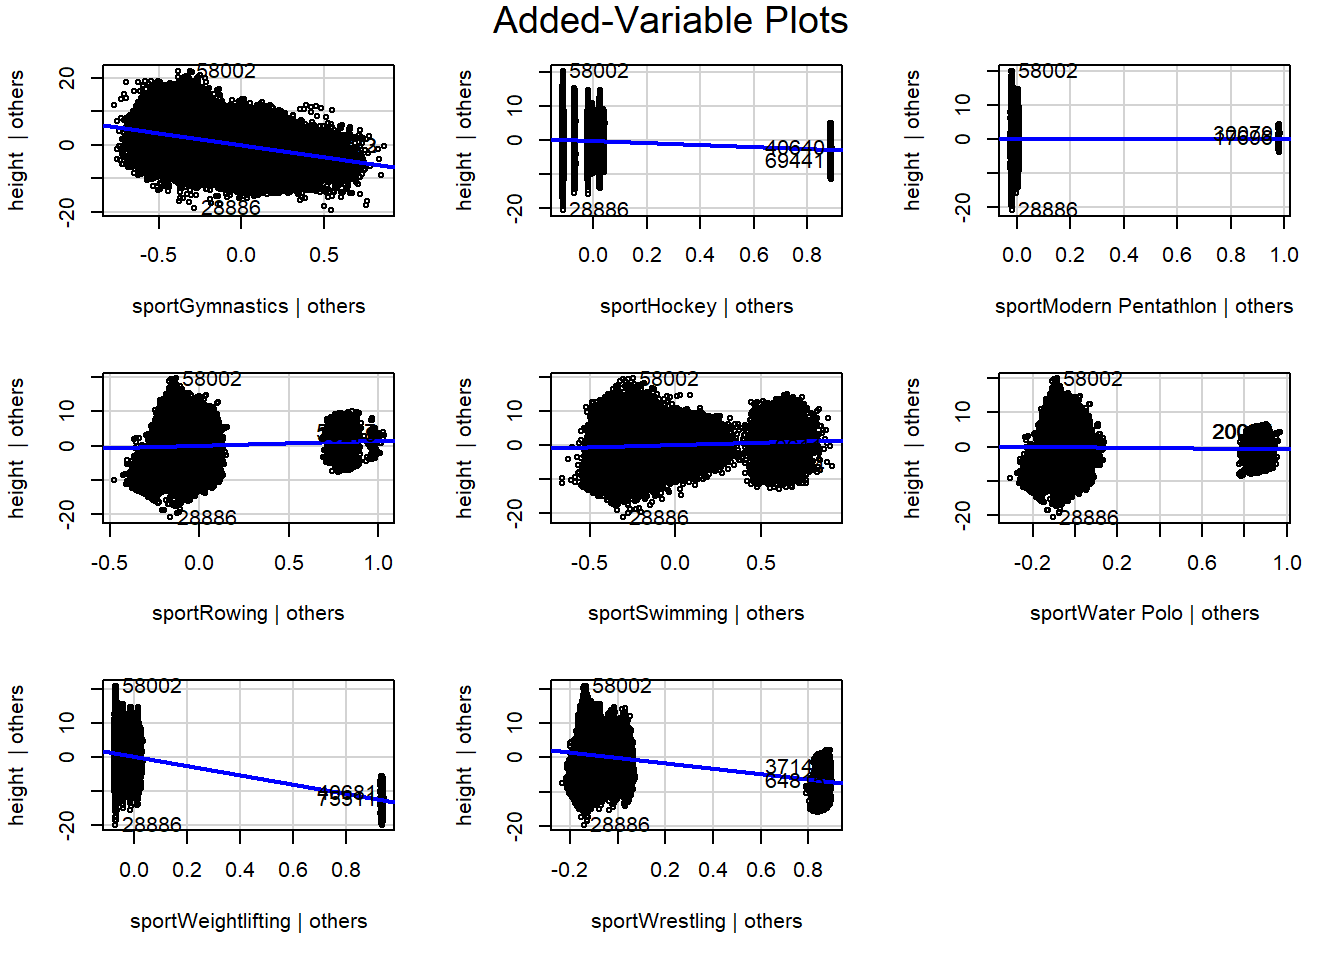 Added-Variable Plots
height | others
20
0
-20
58002
28886
-0.5 0.0 0.5
sportGymnastics | others
height | others
10
0
-20
58002
40640
69441
28886
0.0 0.2 0.4 0.6 0.8
sportHockey | others
height | others
10
0
-20
58002
28886
0.0 0.2 0.4 0.6 0.8 1.0
sportModern Pentathlon | others
height | others
10
0
-20
58002
28886
-0.5 0.0 0.5 1.0
sportRowing | others
height | others
10
0
-20
58002
28886
0.0 0.5
sportSwimming | others
height | others
10
0
-20
58002
200
28886
-0.2 0.2 0.6 1.0
sportWater Polo | others
height | others
10
0
-20
58002
28886
0.0 0.2 0.4 0.6 0.8
sportWeightlifting | others
height | others
10
0
-20
58002
3714
648
28886
-0.2 0.2 0.4 0.6 0.8
sportWrestling | others